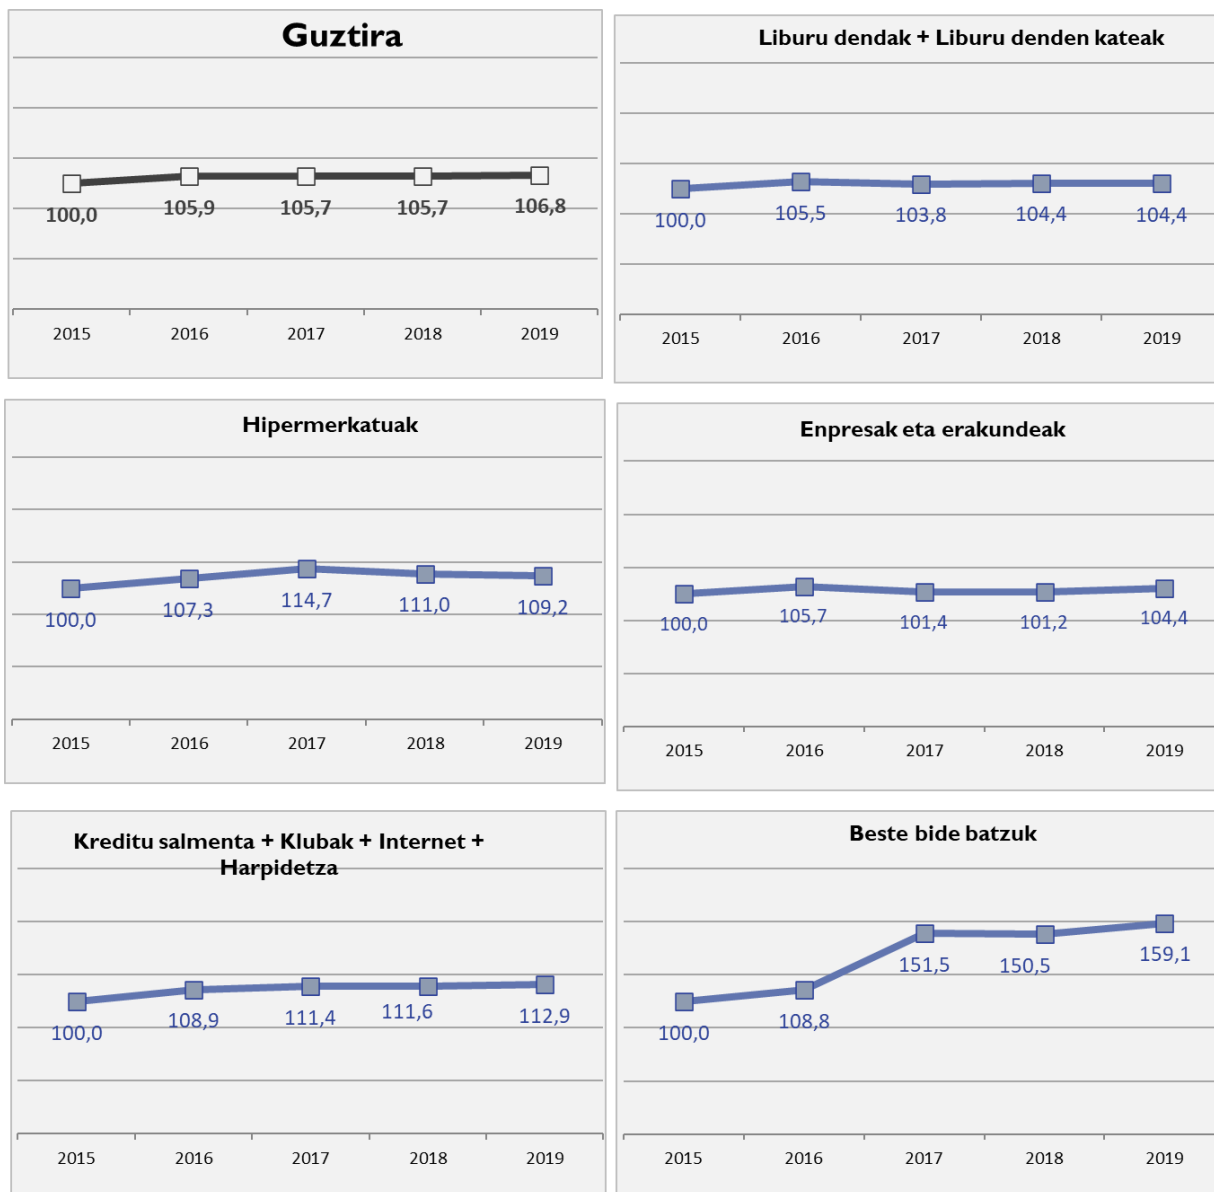 Guztira
100,0 105,9 105,7 105,7 106,8
2015 2016 2017 2018 2019
Liburu dendak + Liburu denden kateak
100,0 105,5 103,8 104,4 104,4
2015 2016 2017 2018 2019
Hipermerkatuak
100,0 107,3 114,7 111,0 109,2
2015 2016 2017 2018 2019
Enpresak eta erakundeak
100,0 105,7 101,4 101,2 104,4
2015 2016 2017 2018 2019
Kreditu salmenta + Klubak + Internet +
Harpidetza
100,0 108,9 111,4 111,6 112,9
2015 2016 2017 2018 2019
Beste bide batzuk
100,0 108,8 151,5 150,5 159,1
2015 2016 2017 2018 2019